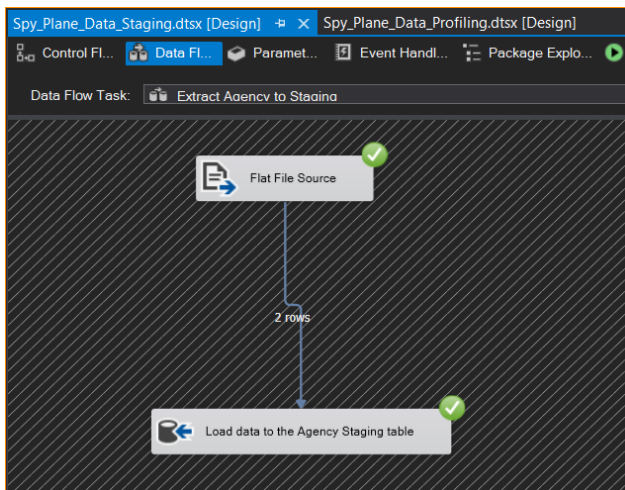 Spy_Plane_Data_Staging.dtsx [Design] Spy_Plane_Data_Profiling.dtsx [Design]
Control Fl... Data Fl... Paramet... Event Handl... Package Explo...
Data Flow Task: Extract Agency to Staging
Flat File Source
2 rows
Load data to the Agency Staging table